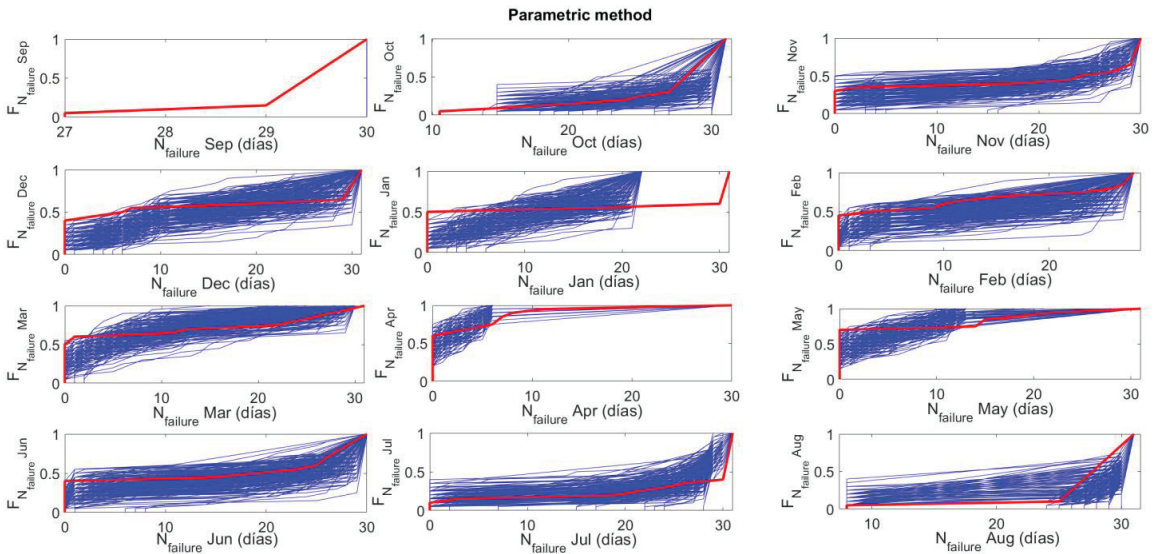 Parametric method
F N failure Sep
1
0.5
0
27 28 29 30
N failure Sep (días)
F N failure Oct
1
0.5
0
10 20 30
N failure Oct (días)
F N failure Nov
1
0.5
0
0 10 20 30
N failure Nov (días)
F N failure Dec
1
0.5
0
0 10 20 30
N failure Dec (días)
F N failure Jan
1
0.5
0
0 10 20 30
N failure Jan (días)
F N failure Feb
1
0.5
0
0 10 20
N failure Feb (días)
F N failure Mar
1
0.5
0
0 10 20 30
N failure Mar (días)
F N failure Apr
1
0.5
0
0 10 20 30
N failure Apr (días)
F N failure May
1
0.5
0
0 10 20 30
N failure May (días)
F N failure Jun
1
0.5
0
0 10 20 30
N failure Jun (días)
F N failure Jul
1
0.5
0
0 10 20 30
N failure Jul (días)
F N failure Aug
1
0.5
0
10 20 30
N failure Aug (días)